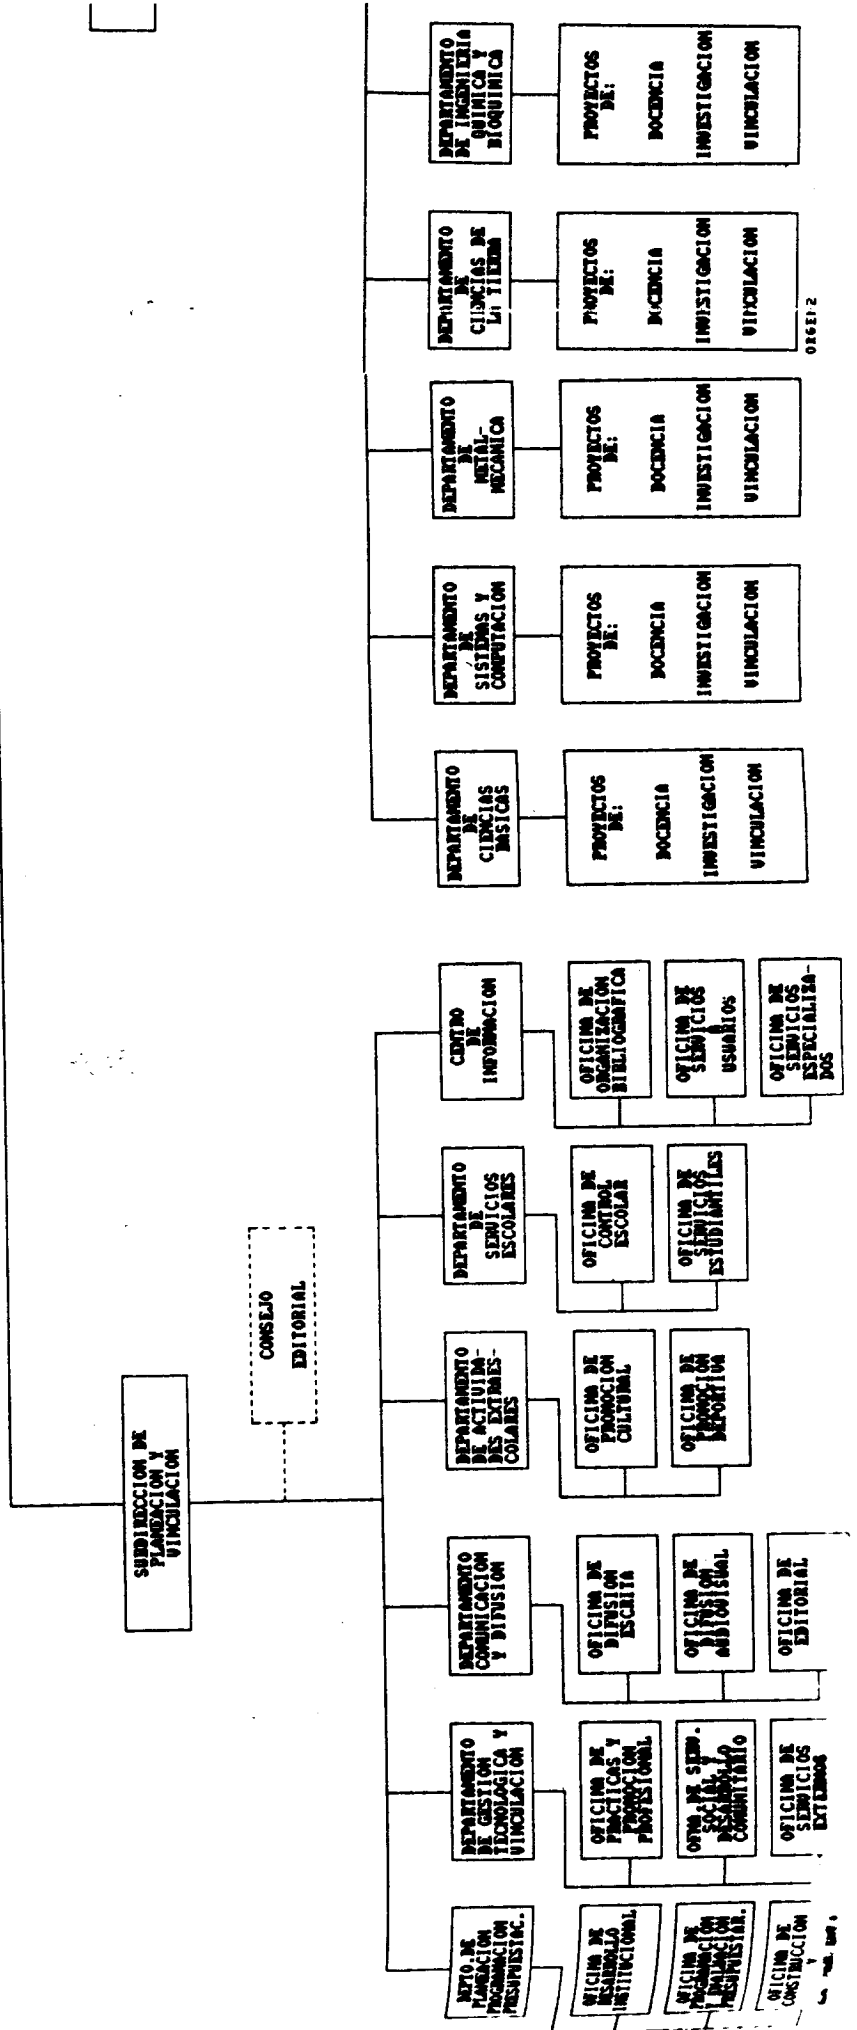 SUBDIRECCION DE
PLANEACION Y
VINCULACION
CONSEJO
EDITORIAL
DEPTO. DE
PLANEACION
PROGRAMACION
PRESUPUESTAC.
OFICINA DE
DESARROLLO
INSTITUCIONAL
OFICINA DE
PROGRAMACION
Y EVALUACION
PRESUPUESTAR.
OFICINA DE
CONSTRUCCION
Y
DEPARTAMENTO
DE GESTION
TECNOLOGICA Y
VINCULACION
OFICINA DE
PRACTICAS Y
PROMOCION
PROFESIONAL
OFNA. DE SERV.
SOCIAL Y
DESARROLLO
COMUNITARIO
OFICINA DE
SERVICIOS
EXTERNOS
DEPARTAMENTO
COMUNICACION
Y DIFUSION
OFICINA DE
DIFUSION
ESCRITA
OFICINA DE
DIFUSION
AUDIOVISUAL
OFICINA DE
EDITORIAL
DEPARTAMENTO
DE ACTIVIDA-
DES EXTRAES-
COLARES
OFICINA DE
PROMOCION
CULTURAL
OFICINA DE
PROMOCION
DEPORTIVA
DEPARTAMENTO
DE
SERVICIOS
ESCOLARES
OFICINA DE
CONTROL
ESCOLAR
OFICINA DE
SERVICIOS
ESTUDIANTILES
CENTRO
DE
INFORMACION
OFICINA DE
ORGANIZACION
BIBLIOGRAFICA
OFICINA DE
SERVICIOS
A
USUARIOS
OFICINA DE
SERVICIOS
ESPECIALIZA-
DOS
DEPARTAMENTO
DE
CIENCIAS
BASICAS
PROYECTOS
DE:
DOCENCIA
INVESTIGACION
VINCULACION
DEPARTAMENTO
DE
SISTEMAS Y
COMPUTACION
PROYECTOS
DE:
DOCENCIA
INVESTIGACION
VINCULACION
DEPARTAMENTO
DE
METAL-
MECANICA
PROYECTOS
DE:
DOCENCIA
INVESTIGACION
VINCULACION
DEPARTAMENTO
DE
CIENCIAS DE
LA TIERRA
PROYECTOS
DE:
DOCENCIA
INVESTIGACION
VINCULACION
DEPARTAMENTO
DE INGENIERIA
QUIMICA Y
BIOQUIMICA
PROYECTOS
DE:
DOCENCIA
INVESTIGACION
VINCULACION